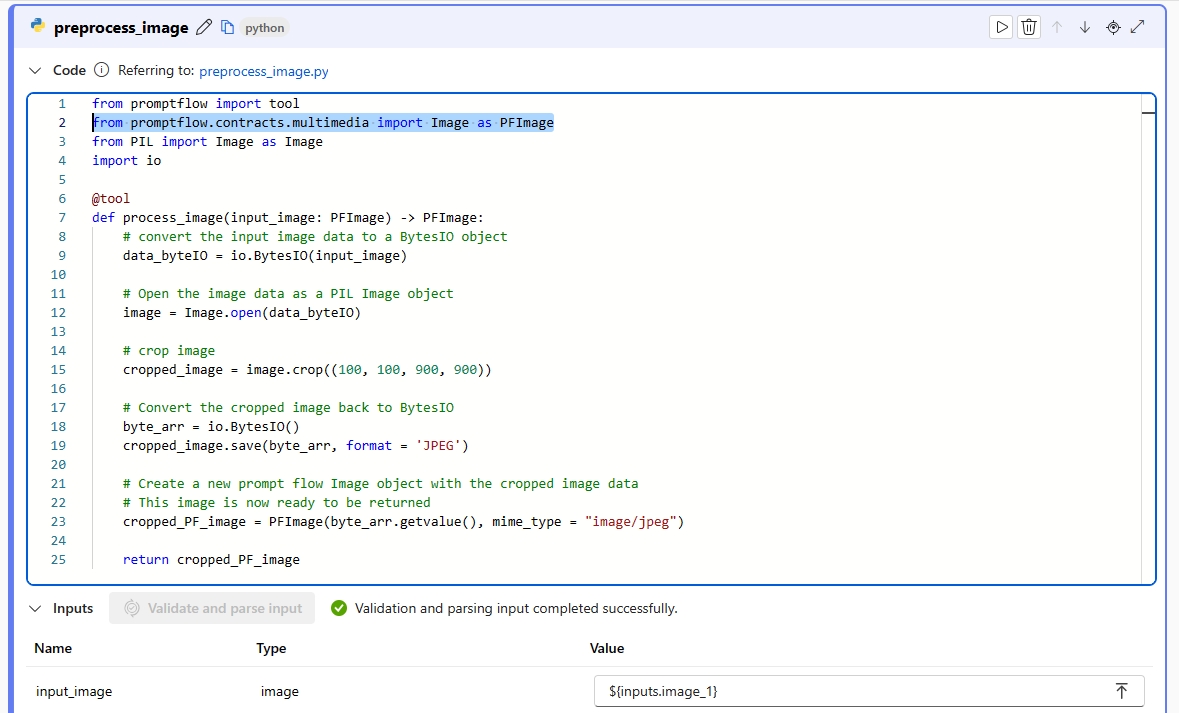 preprocess_image python
Code Referring to: preprocess_image.py
1 from promptflow import tool
2 from promptflow.contracts.multimedia import Image as PFImage
3 from PIL import Image as Image
4 import io
5
6 @tool
7 def process_image(input_image: PFImage) -> PFImage:
8     # convert the input image data to a BytesIO object
9     data_byteIO = io.BytesIO(input_image)
10
11     # Open the image data as a PIL Image object
12     image = Image.open(data_byteIO)
13
14     # crop image
15     cropped_image = image.crop((100, 100, 900, 900))
16
17     # Convert the cropped image back to BytesIO
18     byte_arr = io.BytesIO()
19     cropped_image.save(byte_arr, format = 'JPEG')
20
21     # Create a new prompt flow Image object with the cropped image data
22     # This image is now ready to be returned
23     cropped_PF_image = PFImage(byte_arr.getvalue(), mime_type = "image/jpeg")
24
25     return cropped_PF_image
Inputs Validate and parse input Validation and parsing input completed successfully.
Name Type Value
input_image image ${inputs.image_1}